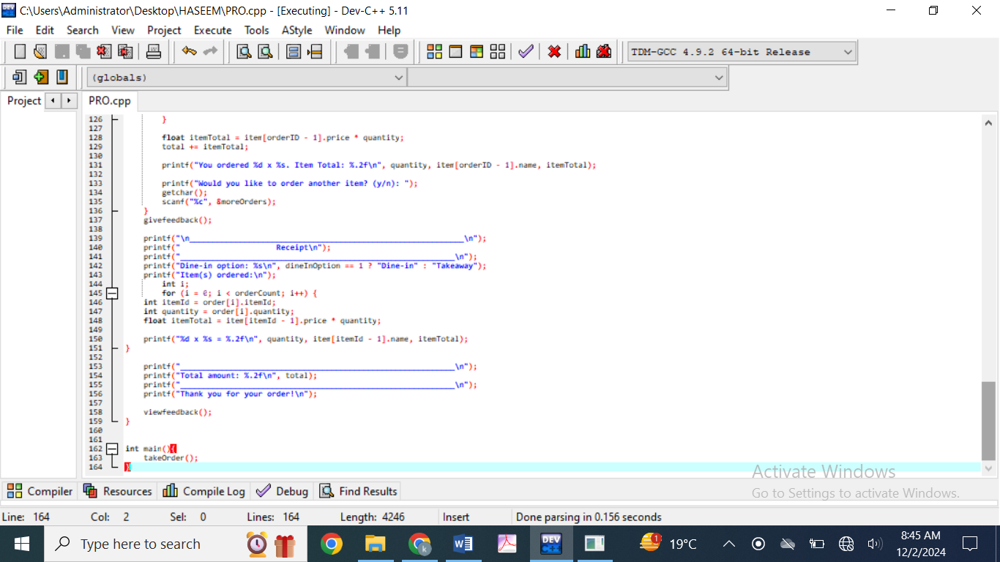 C:\Users\Administrator\Desktop\HASEEM\PRO.cpp - [Executing] - Dev-C++ 5.11
File Edit Search View Project Execute Tools AStyle Window Help
TDM-GCC 4.9.2 64-bit Release
(globals)
Project
PRO.cpp
126 }
127
128 float itemTotal = item[orderID - 1].price * quantity;
129 total += itemTotal;
130
131 printf("You ordered %d x %s. Item Total: %.2f\n", quantity, item[orderID - 1].name, itemTotal);
132
133 printf("Would you like to order another item? (y/n): ");
134 getchar();
135 scanf("%c", &moreOrders);
136 }
137 givefeedback();
138
139 printf("\n____________________________________________________________\n");
140 printf(" Receipt\n");
141 printf("____________________________________________________________\n");
142 printf("Dine-in option: %s\n", dineInOption == 1 ? "Dine-in" : "Takeaway");
143 printf("Item(s) ordered:\n");
144 int i;
145 for (i = 0; i < orderCount; i++) {
146 int itemId = order[i].itemId;
147 int quantity = order[i].quantity;
148 float itemTotal = item[itemId - 1].price * quantity;
149
150 printf("%d x %s = %.2f\n", quantity, item[itemId - 1].name, itemTotal);
151 }
152
153 printf("____________________________________________________________\n");
154 printf("Total amount: %.2f\n", total);
155 printf("____________________________________________________________\n");
156 printf("Thank you for your order!\n");
157
158 viewfeedback();
159 }
160
161
162 int main(){
163 takeOrder();
164 }
Activate Windows
Go to Settings to activate Windows.
Compiler Resources Compile Log Debug Find Results
Line: 164 Col: 2 Sel: 0 Lines: 164 Length: 4246 Insert Done parsing in 0.156 seconds
Type here to search
DEV C++
1
19°C
8:45 AM
12/2/2024